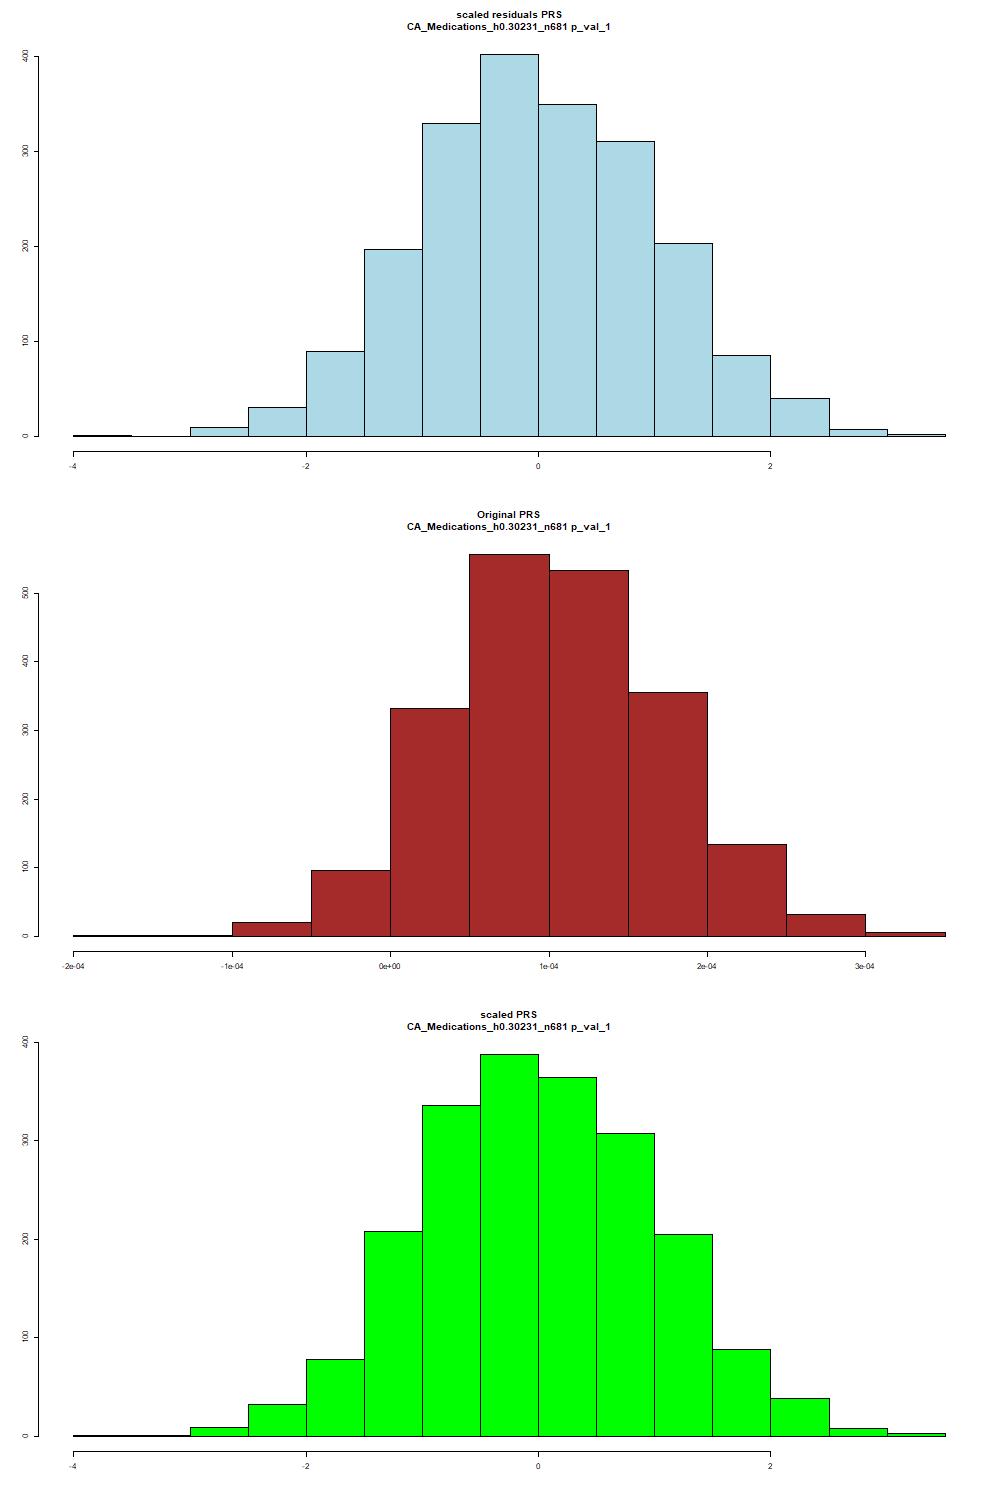 scaled residuals PRS
CA_Medications_h0.30231_n681 p_val_1
400
300
200
100
0
-4 -2 0 2
Original PRS
CA_Medications_h0.30231_n681 p_val_1
500
400
300
200
100
0
-2e-04 -1e-04 0e+00 1e-04 2e-04 3e-04
scaled PRS
CA_Medications_h0.30231_n681 p_val_1
400
300
200
100
0
-4 -2 0 2